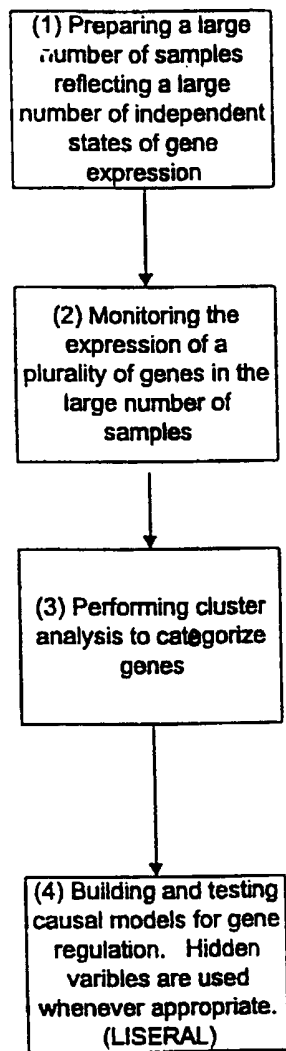 (1) Preparing a large
number of samples
reflecting a large
number of independent
states of gene
expression
(2) Monitoring the
expression of a
plurality of genes in the
large number of
samples
(3) Performing cluster
analysis to categorize
genes
(4) Building and testing
causal models for gene
regulation. Hidden
varibles are used
whenever appropriate.
(LISERAL)